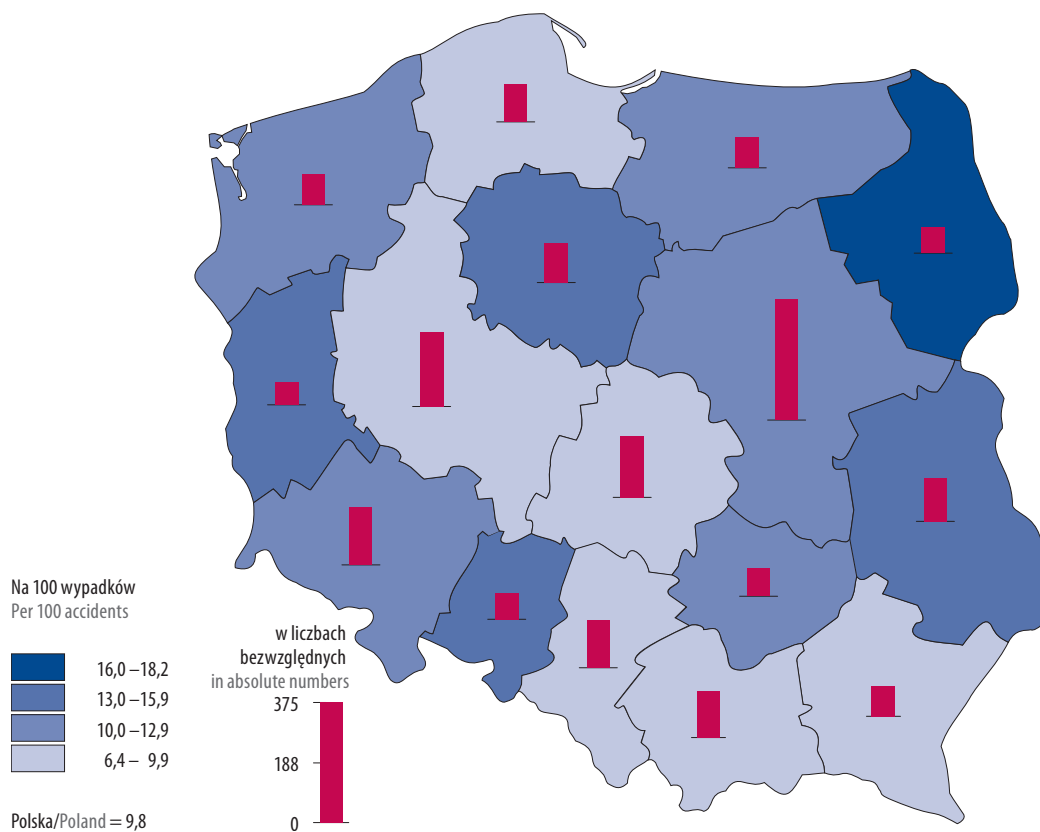 Na 100 wypadków
Per 100 accidents
16,0 –18,2
13,0 –15,9
10,0 –12,9
6,4 – 9,9
Polska/Poland = 9,8
w liczbach
bezwzględnych
in absolute numbers
375
188
0